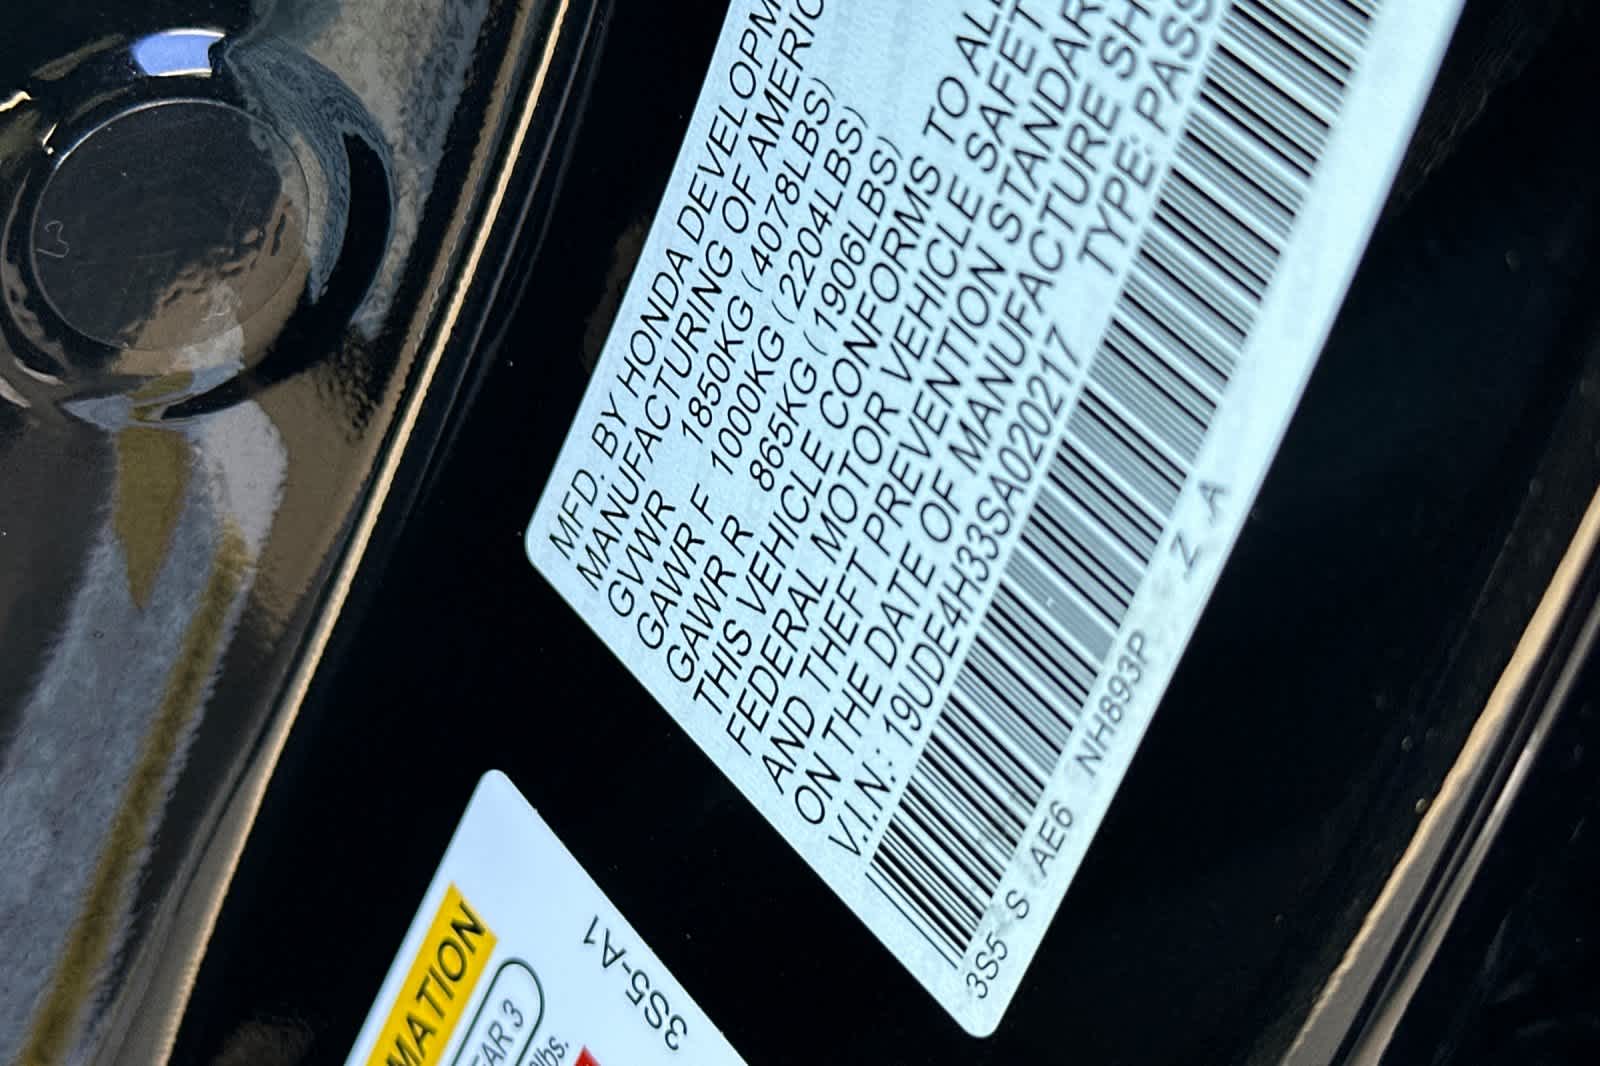 MFD. BY HONDA DEVELOPM
MANUFACTURING OF AMERIC
GVWR 1850KG (4078LBS)
GAWR F 1000KG (2204LBS)
GAWR R 865KG (1906LBS)
THIS VEHICLE CONFORMS TO ALL
FEDERAL MOTOR VEHICLE SAFET
AND THEFT PREVENTION STANDAR
ON THE DATE OF MANUFACTURE SH
V.I.N.: 19UDE4H33SA020217 TYPE: PASS
3S5 S AE6 NH893P Z A
3S5-A1
MATION
EAR 3
lbs.
3